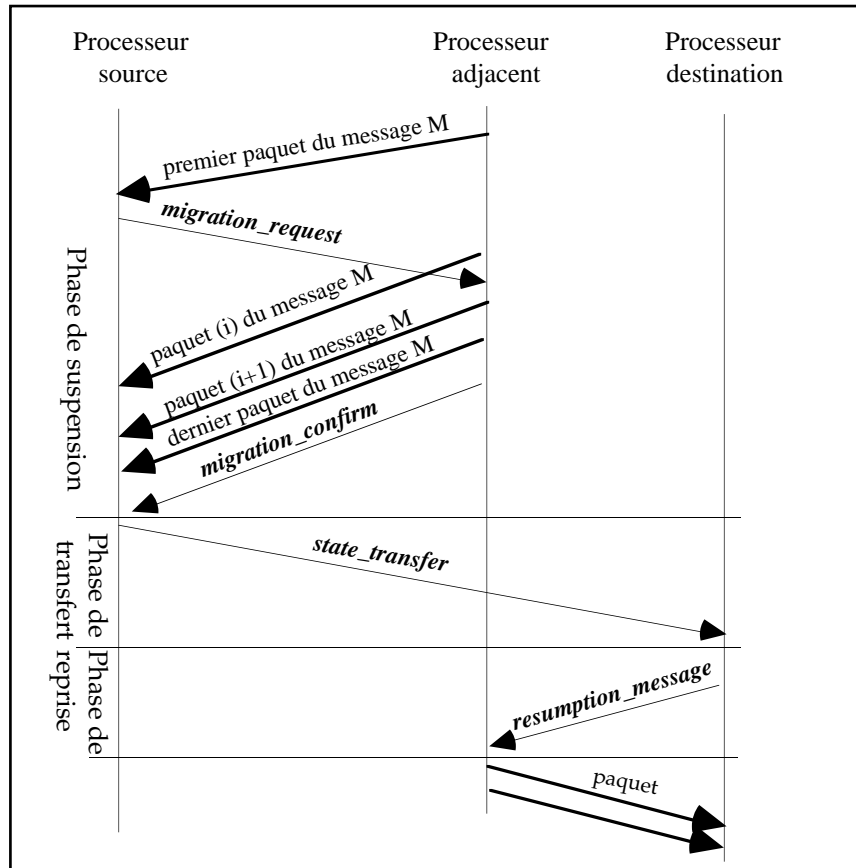 Processeur
source
Processeur
adjacent
Processeur
destination
premier paquet du message M
migration_request
paquet (i) du message M
paquet (i+1) du message M
dernier paquet du message M
migration_confirm
Phase de suspension
state_transfer
Phase de
transfert
resumption_message
Phase de
reprise
paquet